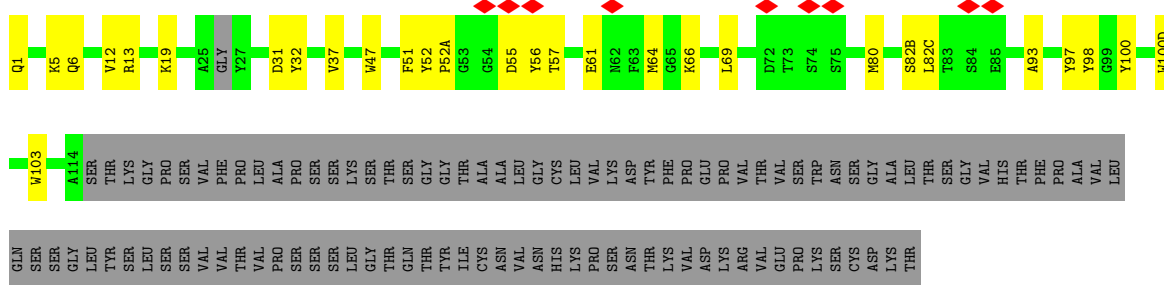 Q1 K5 Q6 V12 R13 K19 A25 GLY Y27 D31 Y32 V37 W47 F51 Y52 P52A G53 G54 D55 Y56 T57 E61 N62 F63 M64 G65 K66 L69 D72 T73 S74 S75 M80 S82B L82C T83 S84 E85 A93 Y97 Y98 G99 Y100 W100D
W103 A114 SER THR LYS GLY PRO SER VAL PHE PRO LEU ALA PRO SER SER LYS SER THR SER GLY GLY THR ALA ALA LEU GLY CYS LEU VAL LYS ASP TYR PHE PRO GLU PRO VAL THR VAL SER TRP ASN SER GLY ALA LEU THR SER GLY VAL HIS THR PHE PRO ALA VAL LEU
GLN SER SER GLY LEU TYR SER LEU SER SER VAL VAL THR VAL PRO SER SER SER LEU GLY THR GLN THR TYR ILE CYS ASN VAL ASN HIS LYS PRO SER ASN THR LYS VAL ASP LYS ARG VAL GLU PRO LYS SER CYS ASP LYS THR